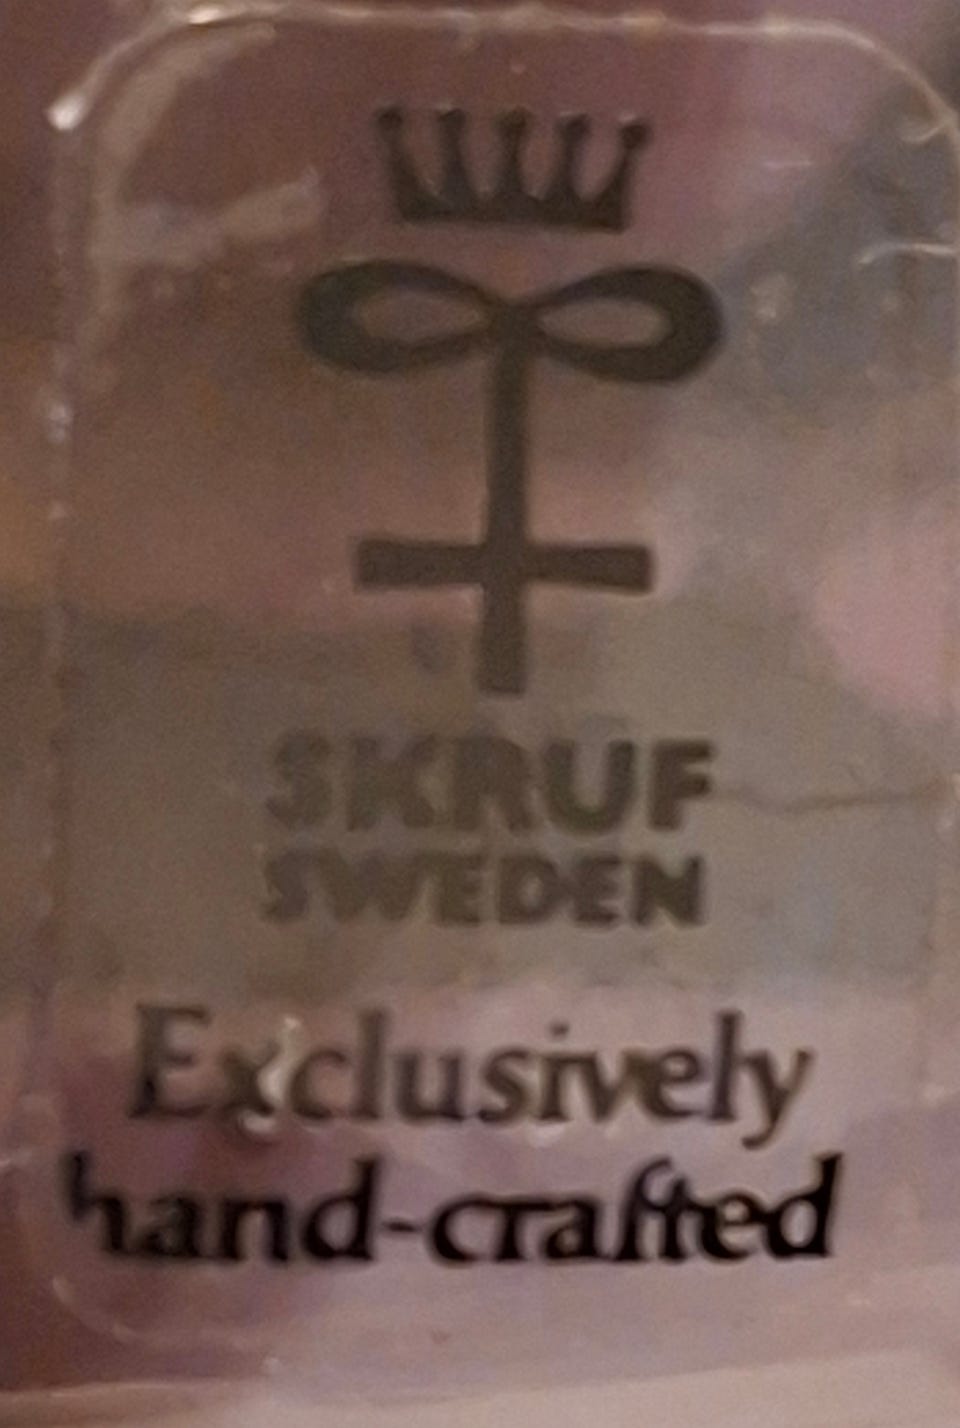 SKRUF
SWEDEN
Exclusively
hand-crafted